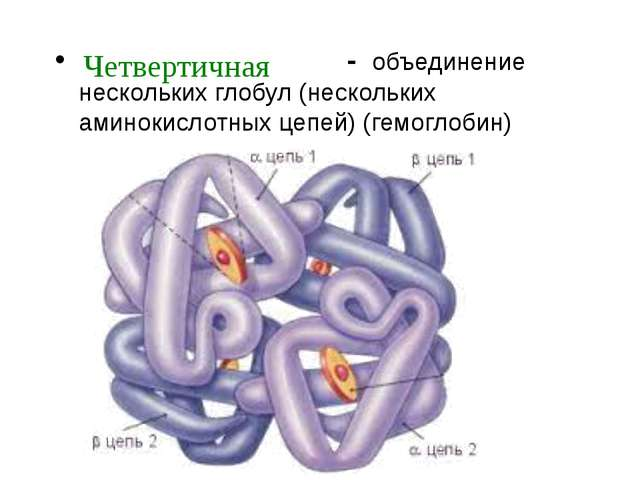 • Четвертичная - объединение
нескольких глобул (нескольких
аминокислотных цепей) (гемоглобин)
α цепь 1
β цепь 1
β цепь 2
α цепь 2